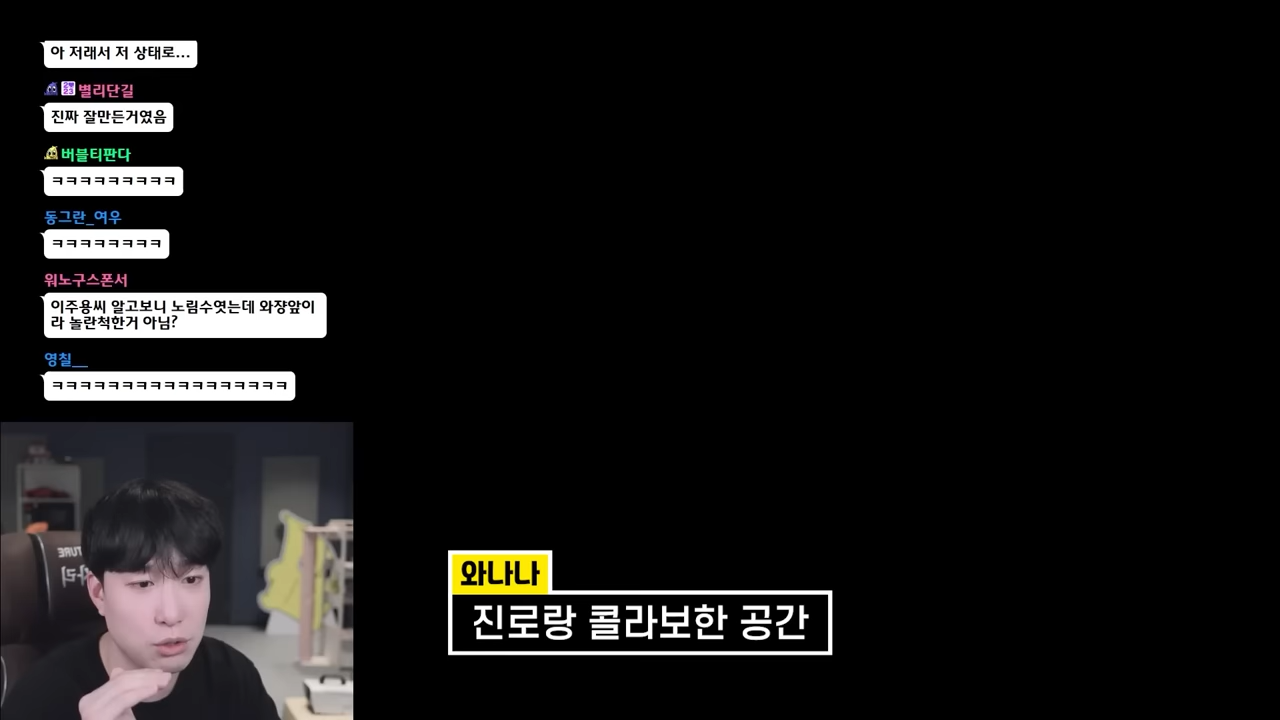 아 저래서 저 상태로...
별리단길
진짜 잘만든거였음
버블티판다
ㅋㅋㅋㅋㅋㅋㅋㅋㅋ
동그란_여우
ㅋㅋㅋㅋㅋㅋㅋㅋ
워노구스폰서
이주용씨 알고보니 노림수엿는데 와쟝앞이
라 놀란척한거 아님?
영칠__
ㅋㅋㅋㅋㅋㅋㅋㅋㅋㅋㅋㅋㅋㅋㅋㅋㅋ
와나나
진로랑 콜라보한 공간